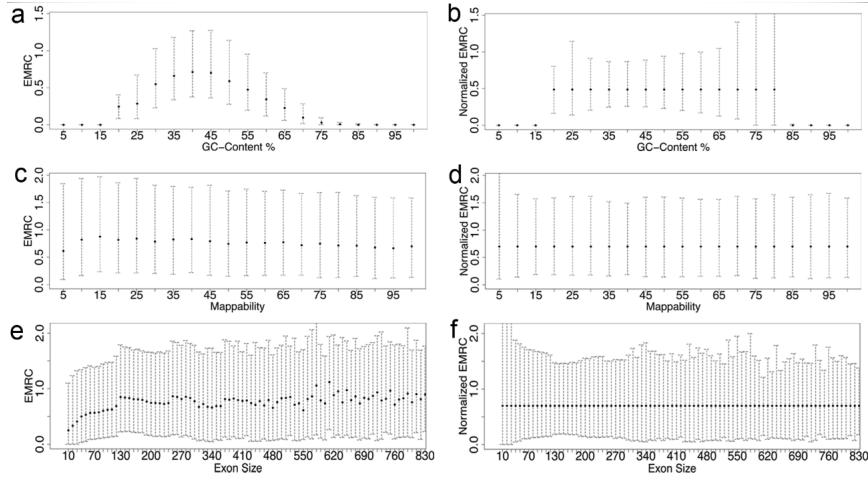 a
EMRC
0.0 0.5 1.0 1.5
5 15 25 35 45 55 65 75 85 95
GC-Content %
b
Normalized EMRC
0.0 0.5 1.0 1.5
5 15 25 35 45 55 65 75 85 95
GC-Content %
c
EMRC
0.0 0.5 1.0 1.5 2.0
5 15 25 35 45 55 65 75 85 95
Mappability
d
Normalized EMRC
0.0 0.5 1.0 1.5 2.0
5 15 25 35 45 55 65 75 85 95
Mappability
e
EMRC
0.0 1.0 2.0
10 70 130 200 270 340 410 480 550 620 690 760 830
Exon Size
f
Normalized EMRC
0.0 1.0 2.0
10 70 130 200 270 340 410 480 550 620 690 760 830
Exon Size